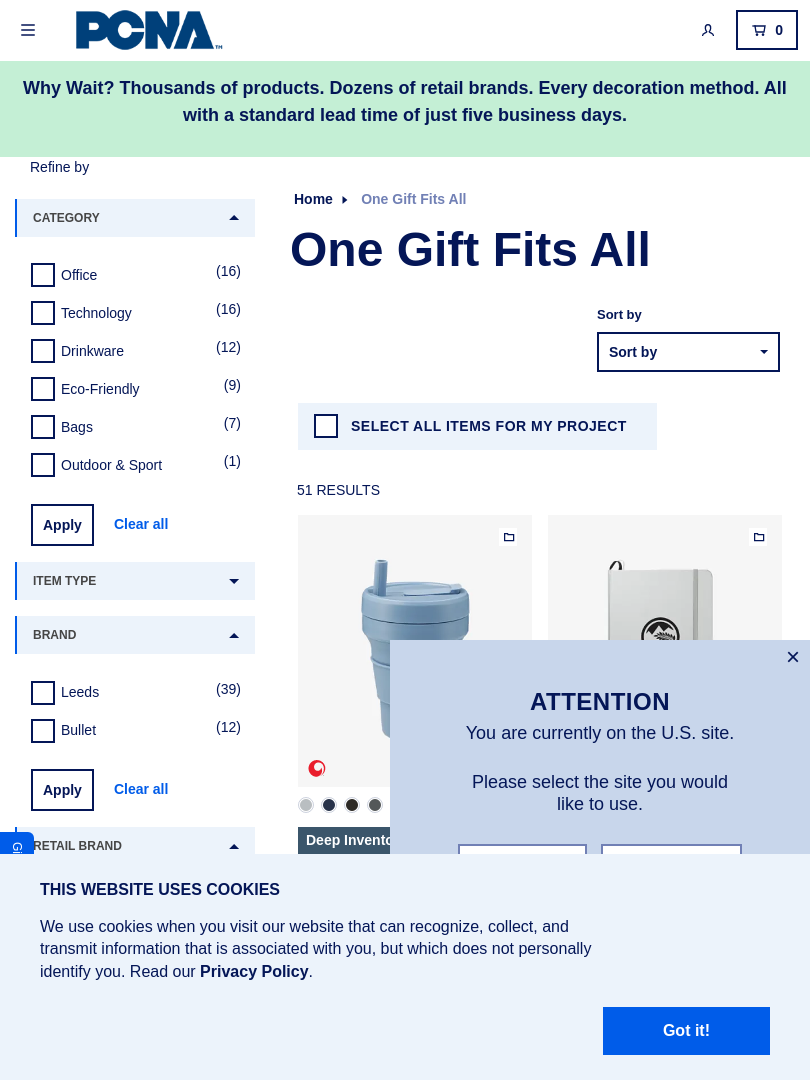 PCNA™
0
Why Wait? Thousands of products. Dozens of retail brands. Every decoration method. All
with a standard lead time of just five business days.
Refine by
Home
One Gift Fits All
One Gift Fits All
CATEGORY
Office (16)
Technology (16)
Drinkware (12)
Eco-Friendly (9)
Bags (7)
Outdoor & Sport (1)
Apply
Clear all
Sort by
Sort by
SELECT ALL ITEMS FOR MY PROJECT
51 RESULTS
ITEM TYPE
BRAND
Leeds (39)
Bullet (12)
Apply
Clear all
RETAIL BRAND
ATTENTION
You are currently on the U.S. site.
Please select the site you would
like to use.
THIS WEBSITE USES COOKIES
We use cookies when you visit our website that can recognize, collect, and
transmit information that is associated with you, but which does not personally
identify you. Read our Privacy Policy.
Got it!
Deep